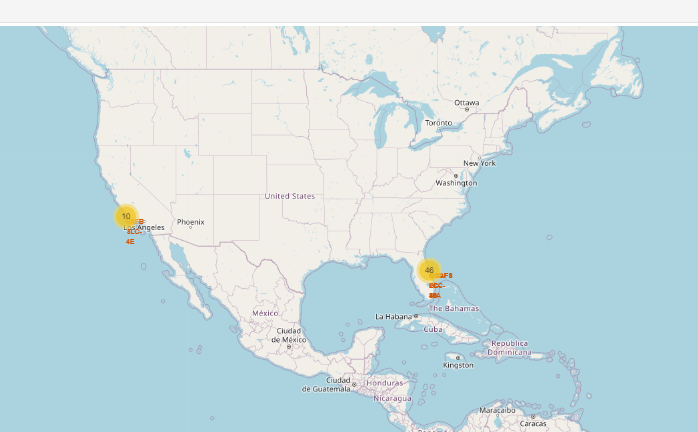 Ottawa
Toronto
New York
Washington
United States
10
Los Angeles
4E
Phoenix
46
The Bahamas
La Habana
Cuba
México
Ciudad
de México
República
Dominicana
Kingston
Ciudad
de Guatemala
Honduras
Nicaragua
Maracaibo
Caracas